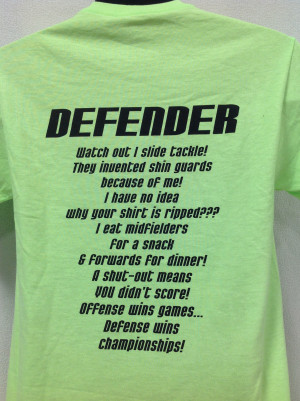 DEFENDER
Watch out I slide tackle!
They invented shin guards
because of me!
I have no idea
why your shirt is ripped???
I eat midfielders
for a snack
& forwards for dinner!
A shut-out means
YOU didn't score!
Offense wins games...
Defense wins
championships!